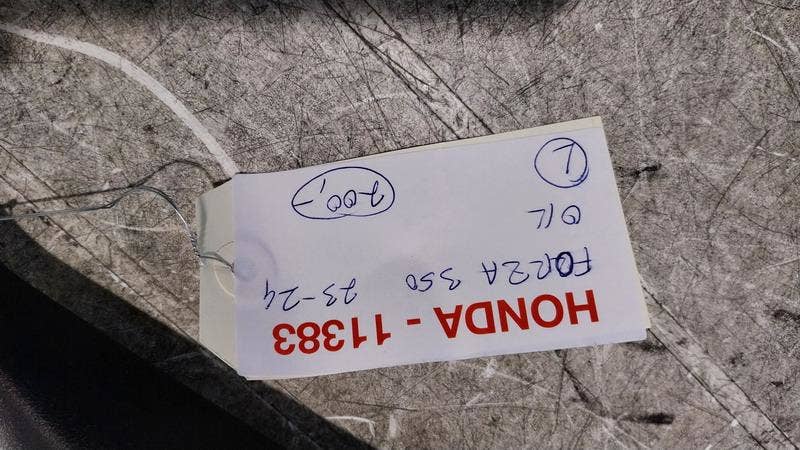 HONDA - 11383
FORZA 350 23-24
O/L
L 200,-